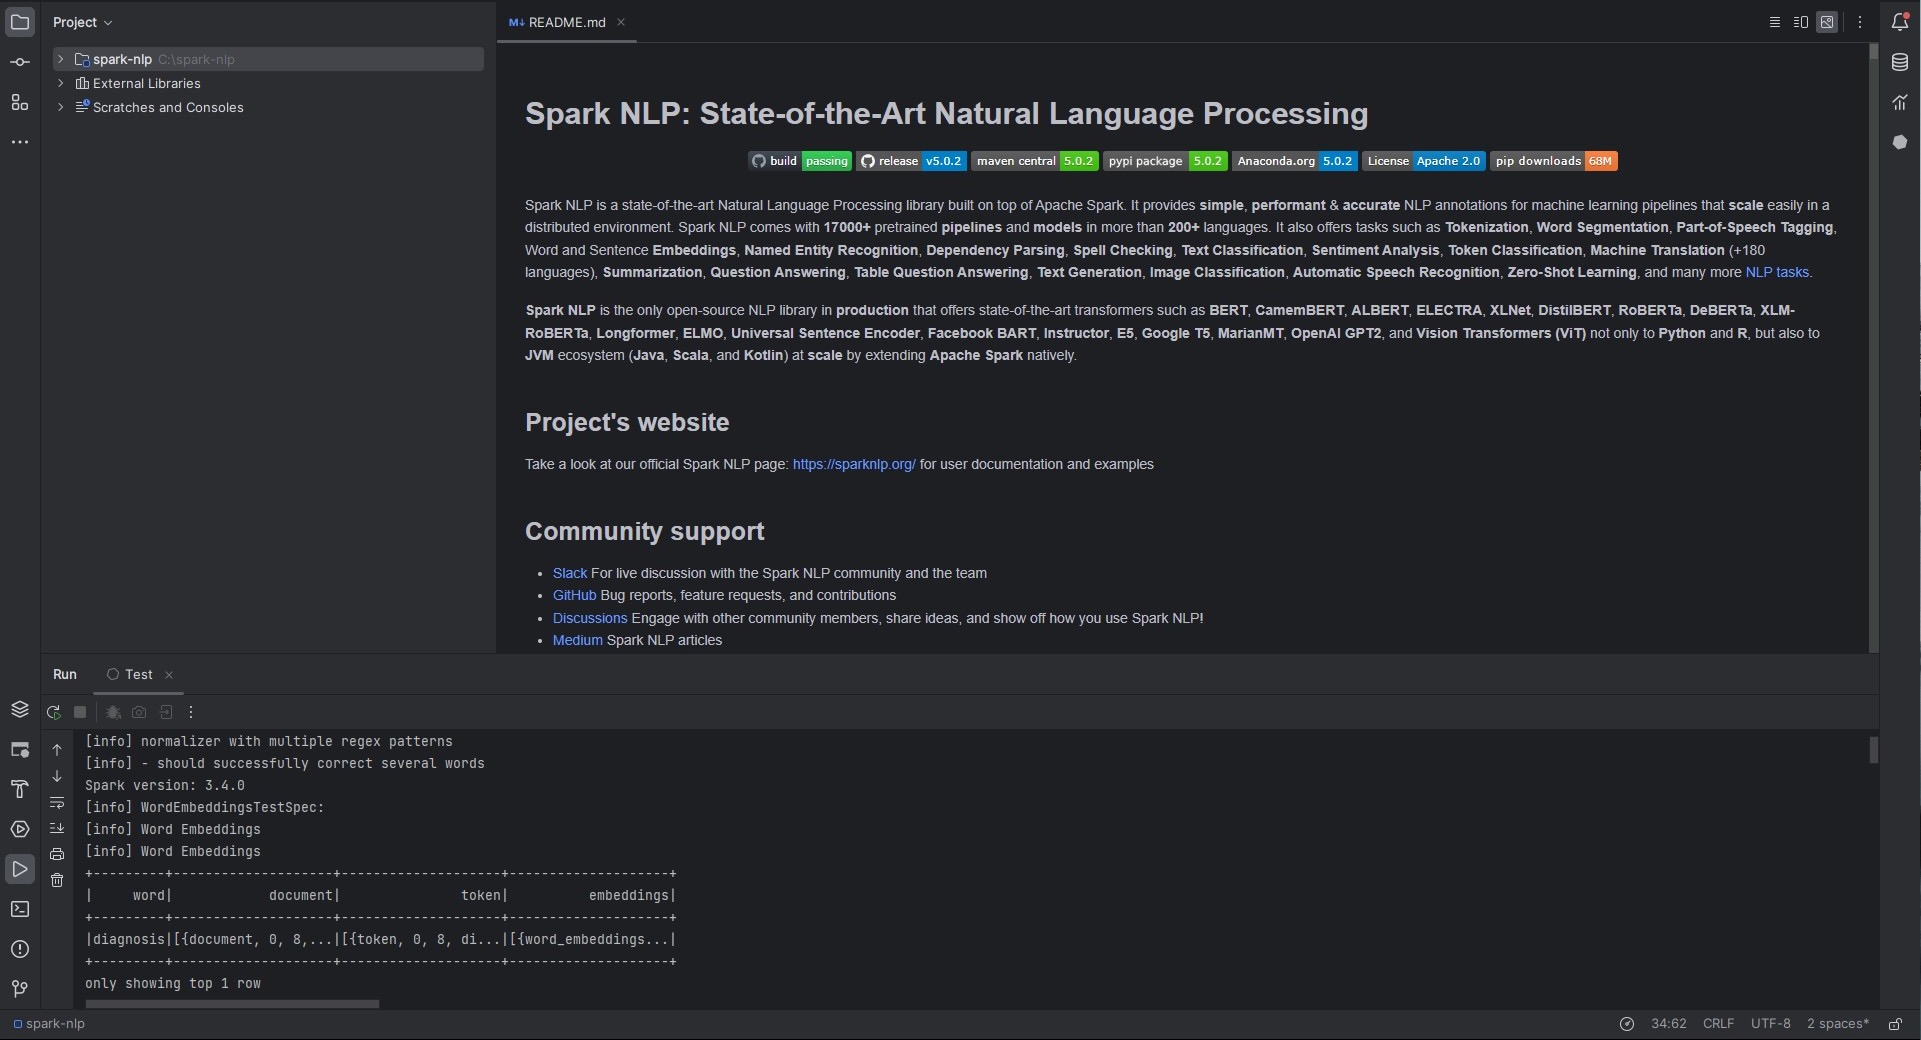 Project
README.md
spark-nlp C:\spark-nlp
External Libraries
Scratches and Consoles
Spark NLP: State-of-the-Art Natural Language Processing
build passing release v5.0.2 maven central 5.0.2 pypi package 5.0.2 Anaconda.org 5.0.2 License Apache 2.0 pip downloads 68M
Spark NLP is a state-of-the-art Natural Language Processing library built on top of Apache Spark. It provides simple, performant & accurate NLP annotations for machine learning pipelines that scale easily in a
distributed environment. Spark NLP comes with 17000+ pretrained pipelines and models in more than 200+ languages. It also offers tasks such as Tokenization, Word Segmentation, Part-of-Speech Tagging,
Word and Sentence Embeddings, Named Entity Recognition, Dependency Parsing, Spell Checking, Text Classification, Sentiment Analysis, Token Classification, Machine Translation (+180
languages), Summarization, Question Answering, Table Question Answering, Text Generation, Image Classification, Automatic Speech Recognition, Zero-Shot Learning, and many more NLP tasks.
Spark NLP is the only open-source NLP library in production that offers state-of-the-art transformers such as BERT, CamemBERT, ALBERT, ELECTRA, XLNet, DistilBERT, RoBERTa, DeBERTa, XLM-
RoBERTa, Longformer, ELMO, Universal Sentence Encoder, Facebook BART, Instructor, E5, Google T5, MarianMT, OpenAI GPT2, and Vision Transformers (ViT) not only to Python and R, but also to
JVM ecosystem (Java, Scala, and Kotlin) at scale by extending Apache Spark natively.
Project's website
Take a look at our official Spark NLP page: https://sparknlp.org/ for user documentation and examples
Community support
• Slack For live discussion with the Spark NLP community and the team
• GitHub Bug reports, feature requests, and contributions
• Discussions Engage with other community members, share ideas, and show off how you use Spark NLP!
• Medium Spark NLP articles
Run Test
[info] normalizer with multiple regex patterns
[info] - should successfully correct several words
Spark version: 3.4.0
[info] WordEmbeddingsTestSpec:
[info] Word Embeddings
[info] Word Embeddings
+---------+--------------------+--------------------+--------------------+
|     word|            document|               token|          embeddings|
+---------+--------------------+--------------------+--------------------+
|diagnosis|[{document, 0, 8,...|[{token, 0, 8, di...|[{word_embeddings...|
+---------+--------------------+--------------------+--------------------+
only showing top 1 row
spark-nlp 34:62 CRLF UTF-8 2 spaces*